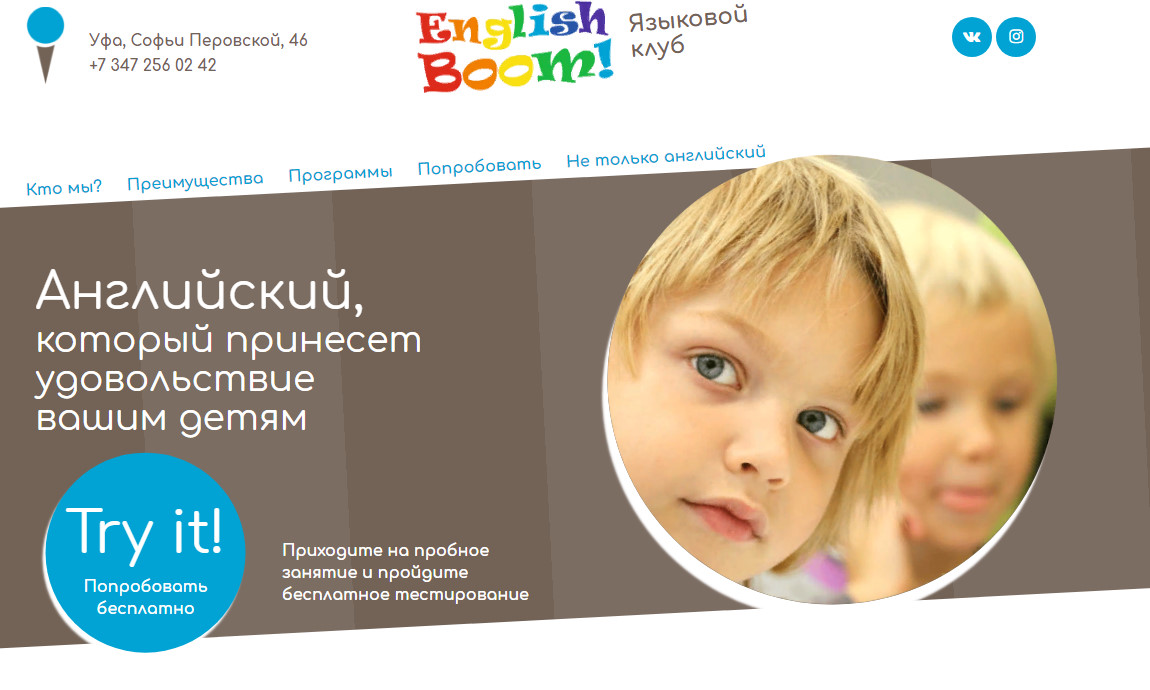 Уфа, Софьи Перовской, 46
+7 347 256 02 42
English
Boom!
Языковой
клуб
Кто мы?
Преимущества
Программы
Попробовать
Не только английский
Английский,
который принесет
удовольствие
вашим детям
Try it!
Попробовать
бесплатно
Приходите на пробное
занятие и пройдите
бесплатное тестирование